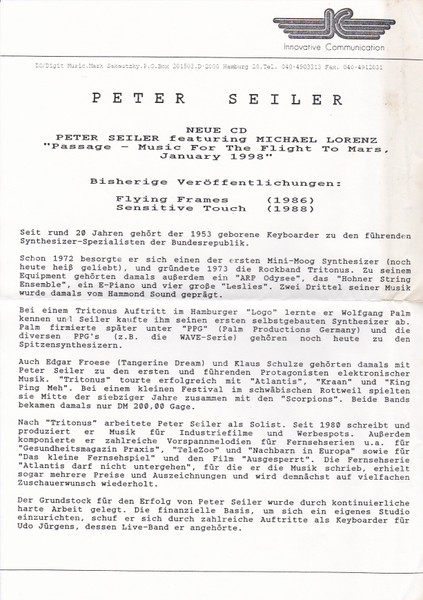 IC
Innovative Communication
IC/Digit Music.Mark Sakautzky.P.O.Box 201503.D-2000 Hamburg 20.Tel. 040-4903313 Fax. 040-4912021
PETER SEILER
NEUE CD
PETER SEILER featuring MICHAEL LORENZ
"Passage - Music For The Flight To Mars,
January 1998"
Bisherige Veröffentlichungen:
Flying Frames (1986)
Sensitive Touch (1988)
Seit rund 20 Jahren gehört der 1953 geborene Keyboarder zu den führenden
Synthesizer-Spezialisten der Bundesrepublik.
Schon 1972 besorgte er sich einen der ersten Mini-Moog Synthesizer (noch
heute heiß geliebt), und gründete 1973 die Rockband Tritonus. Zu seinem
Equipment gehörten damals außerdem ein "ARP Odysee", das "Hohner String
Ensemble", ein E-Piano und vier große "Leslies". Zwei Drittel seiner Musik
wurde damals vom Hammond Sound geprägt.
Bei einem Tritonus Auftritt im Hamburger "Logo" lernte er Wolfgang Palm
kennen und Seiler kaufte ihm seinen ersten selbstgebauten Synthesizer ab.
Palm firmierte später unter "PPG" (Palm Productions Germany) und die
diversen PPG's (z.B. die WAVE-Serie) gehören noch heute zu den
Spitzensynthesizern.
Auch Edgar Froese (Tangerine Dream) und Klaus Schulze gehörten damals mit
Peter Seiler zu den ersten und führenden Protagonisten elektronischer
Musik. "Tritonus" tourte erfolgreich mit "Atlantis", "Kraan" und "King
Ping Meh". Bei einem kleinen Festival im schwäbischen Rottweil spielten
sie Mitte der siebziger Jahre zusammen mit den "Scorpions". Beide Bands
bekamen damals nur DM 200,00 Gage.
Nach "Tritonus" arbeitete Peter Seiler als Solist. Seit 1980 schreibt und
produziert er Musik für Industriefilme und Werbespots. Außerdem
komponierte er zahlreiche Vorspannmelodien für Fernsehserien u.a. für
"Gesundheitsmagazin Praxis", "TeleZoo" und "Nachbarn in Europa" sowie für
"Das kleine Fernsehspiel" und den Film "Ausgesperrt". Die Fernsehserie
"Atlantis darf nicht untergehen", für die er die Musik schrieb, erhielt
sogar mehrere Preise und Auszeichnungen und wird demnächst auf vielfachen
Zuschauerwunsch wiederholt.
Der Grundstock für den Erfolg von Peter Seiler wurde durch kontinuierliche
harte Arbeit gelegt. Die finanzielle Basis, um sich ein eigenes Studio
einzurichten, schuf er sich durch zahlreiche Auftritte als Keyboarder für
Udo Jürgens, dessen Live-Band er angehörte.